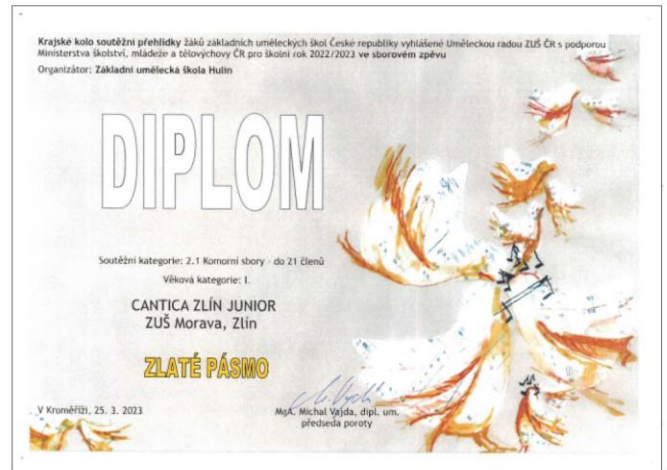 Krajské kolo soutěžní přehlídky žáků základních uměleckých škol České republiky vyhlášené Uměleckou radou ZUŠ ČR s podporou
Ministerstva školství, mládeže a tělovýchovy ČR pro školní rok 2022/2023 ve sborovém zpěvu
Organizátor: Základní umělecká škola Hulín
DIPLOM
Soutěžní kategorie: 2.1 Komorní sbory - do 21 členů
Věková kategorie: I.
CANTICA ZLÍN JUNIOR
ZUŠ Morava, Zlín
ZLATÉ PÁSMO
V Kroměříži, 25. 3. 2023
MgA. Michal Vajda, dipl. um.
předseda poroty